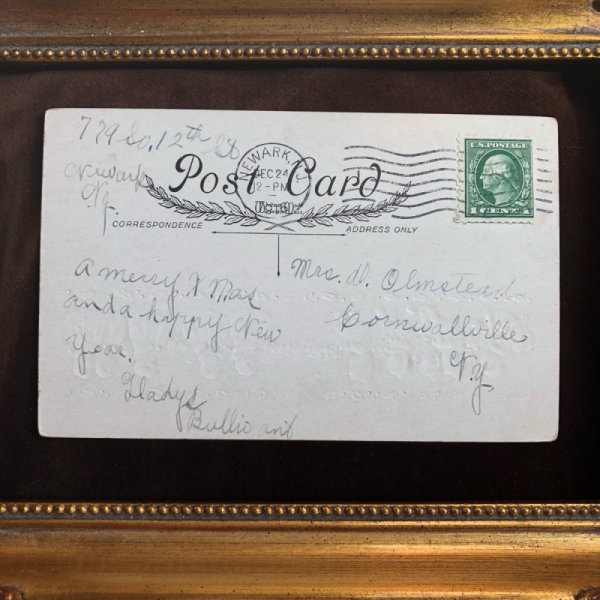 779 So. 12th St
Newark
N.J.
Post Card
CORRESPONDENCE
ADDRESS ONLY
NEWARK, N.J.
DEC 24
12-PM
U.S. POSTAGE
1 CENT 1
A merry X Mas
and a happy New
Year.
Gladys
Mrs. D. Olmstead
Cornwallville
N.Y.